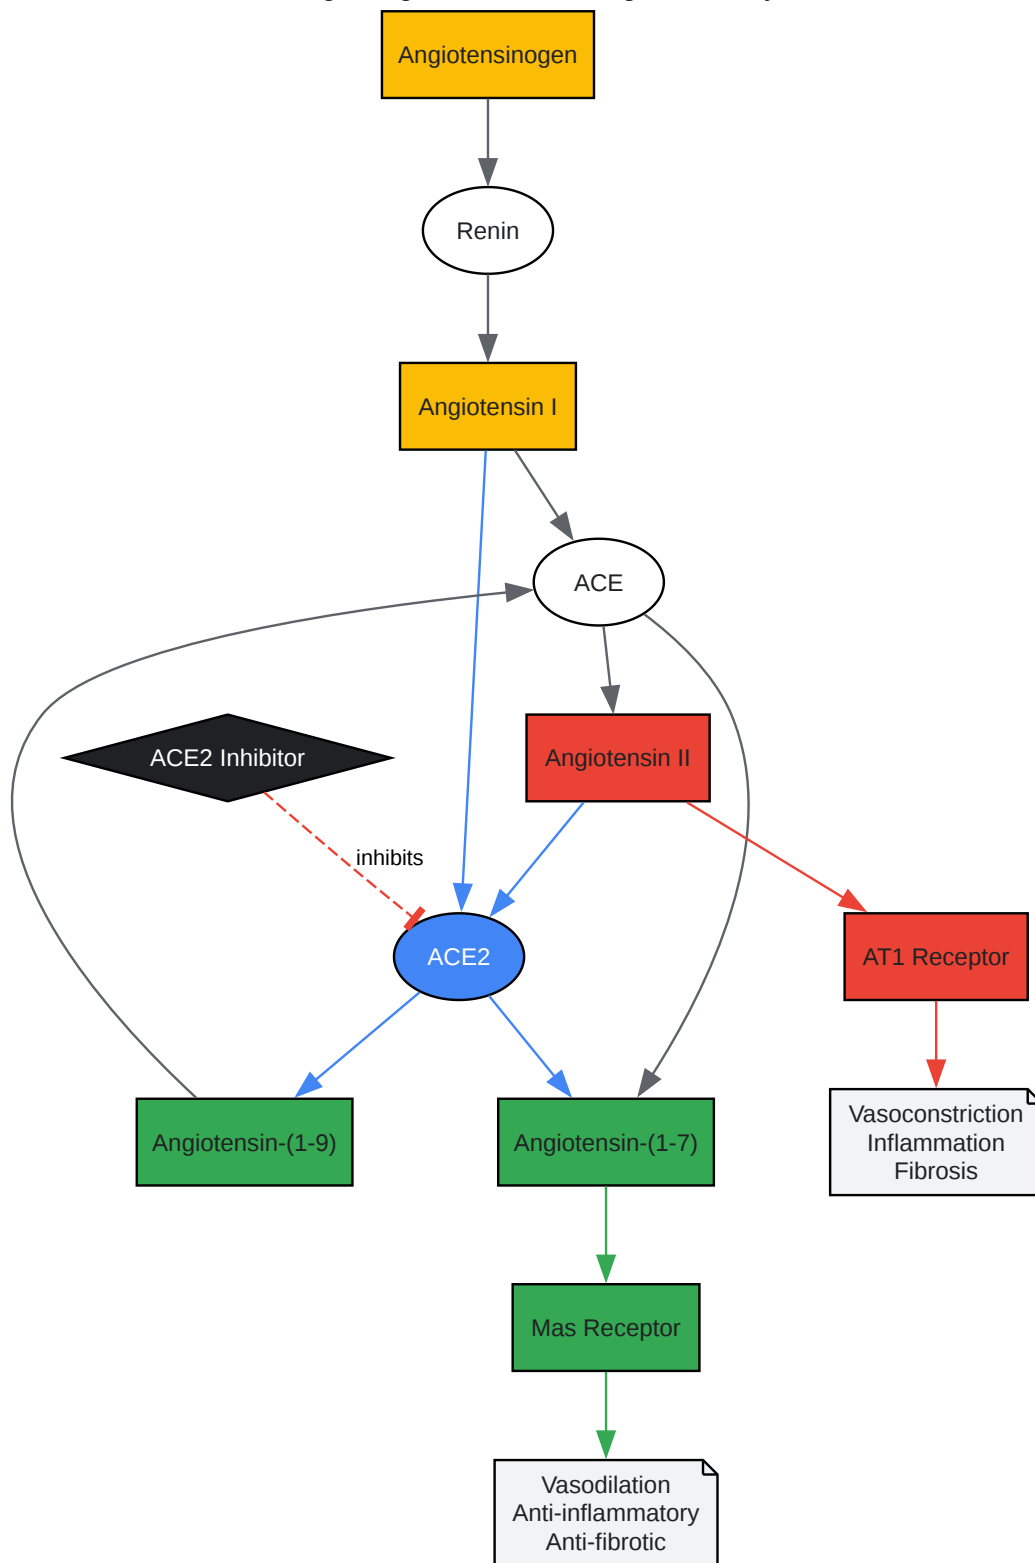 Angiotensinogen
Renin
Angiotensin I
ACE
ACE2 Inhibitor
Angiotensin II
inhibits
ACE2
AT1 Receptor
Angiotensin-(1-9)
Angiotensin-(1-7)
Vasoconstriction
Inflammation
Fibrosis
Mas Receptor
Vasodilation
Anti-inflammatory
Anti-fibrotic